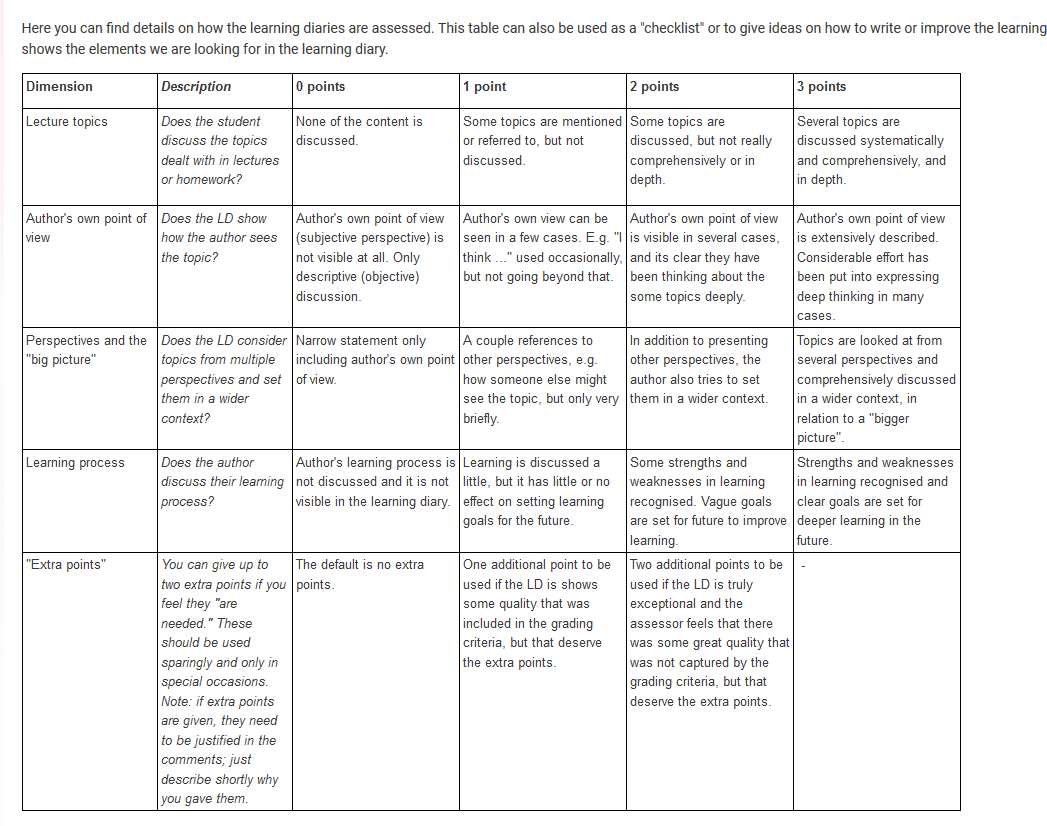 Here you can find details on how the learning diaries are assessed. This table can also be used as a "checklist" or to give ideas on how to write or improve the learning
shows the elements we are looking for in the learning diary.
Dimension
Description
0 points
1 point
2 points
3 points
Lecture topics
Does the student
discuss the topics
dealt with in lectures
or homework?
None of the content is
discussed.
Some topics are mentioned
or referred to, but not
discussed.
Some topics are
discussed, but not really
comprehensively or in
depth.
Several topics are
discussed systematically
and comprehensively, and
in depth.
Author's own point of
view
Does the LD show
how the author sees
the topic?
Author's own point of view
(subjective perspective) is
not visible at all. Only
descriptive (objective)
discussion.
Author's own view can be
seen in a few cases. E.g. "I
think ..." used occasionally,
but not going beyond that.
Author's own point of view
is visible in several cases,
and its clear they have
been thinking about the
some topics deeply.
Author's own point of view
is extensively described.
Considerable effort has
been put into expressing
deep thinking in many
cases.
Perspectives and the
"big picture"
Does the LD consider
topics from multiple
perspectives and set
them in a wider
context?
Narrow statement only
including author's own point
of view.
A couple references to
other perspectives, e.g.
how someone else might
see the topic, but only very
briefly.
In addition to presenting
other perspectives, the
author also tries to set
them in a wider context.
Topics are looked at from
several perspectives and
comprehensively discussed
in a wider context, in
relation to a "bigger
picture".
Learning process
Does the author
discuss their learning
process?
Author's learning process is
not discussed and it is not
visible in the learning diary.
Learning is discussed a
little, but it has little or no
effect on setting learning
goals for the future.
Some strengths and
weaknesses in learning
recognised. Vague goals
are set for future to improve
learning.
Strengths and weaknesses
in learning recognised and
clear goals are set for
deeper learning in the
future.
"Extra points"
You can give up to
two extra points if you
feel they "are
needed." These
should be used
sparingly and only in
special occasions.
Note: if extra points
are given, they need
to be justified in the
comments; just
describe shortly why
you gave them.
The default is no extra
points.
One additional point to be
used if the LD is shows
some quality that was
included in the grading
criteria, but that deserve
the extra points.
Two additional points to be
used if the LD is truly
exceptional and the
assessor feels that there
was some great quality that
was not captured by the
grading criteria, but that
deserve the extra points.
-